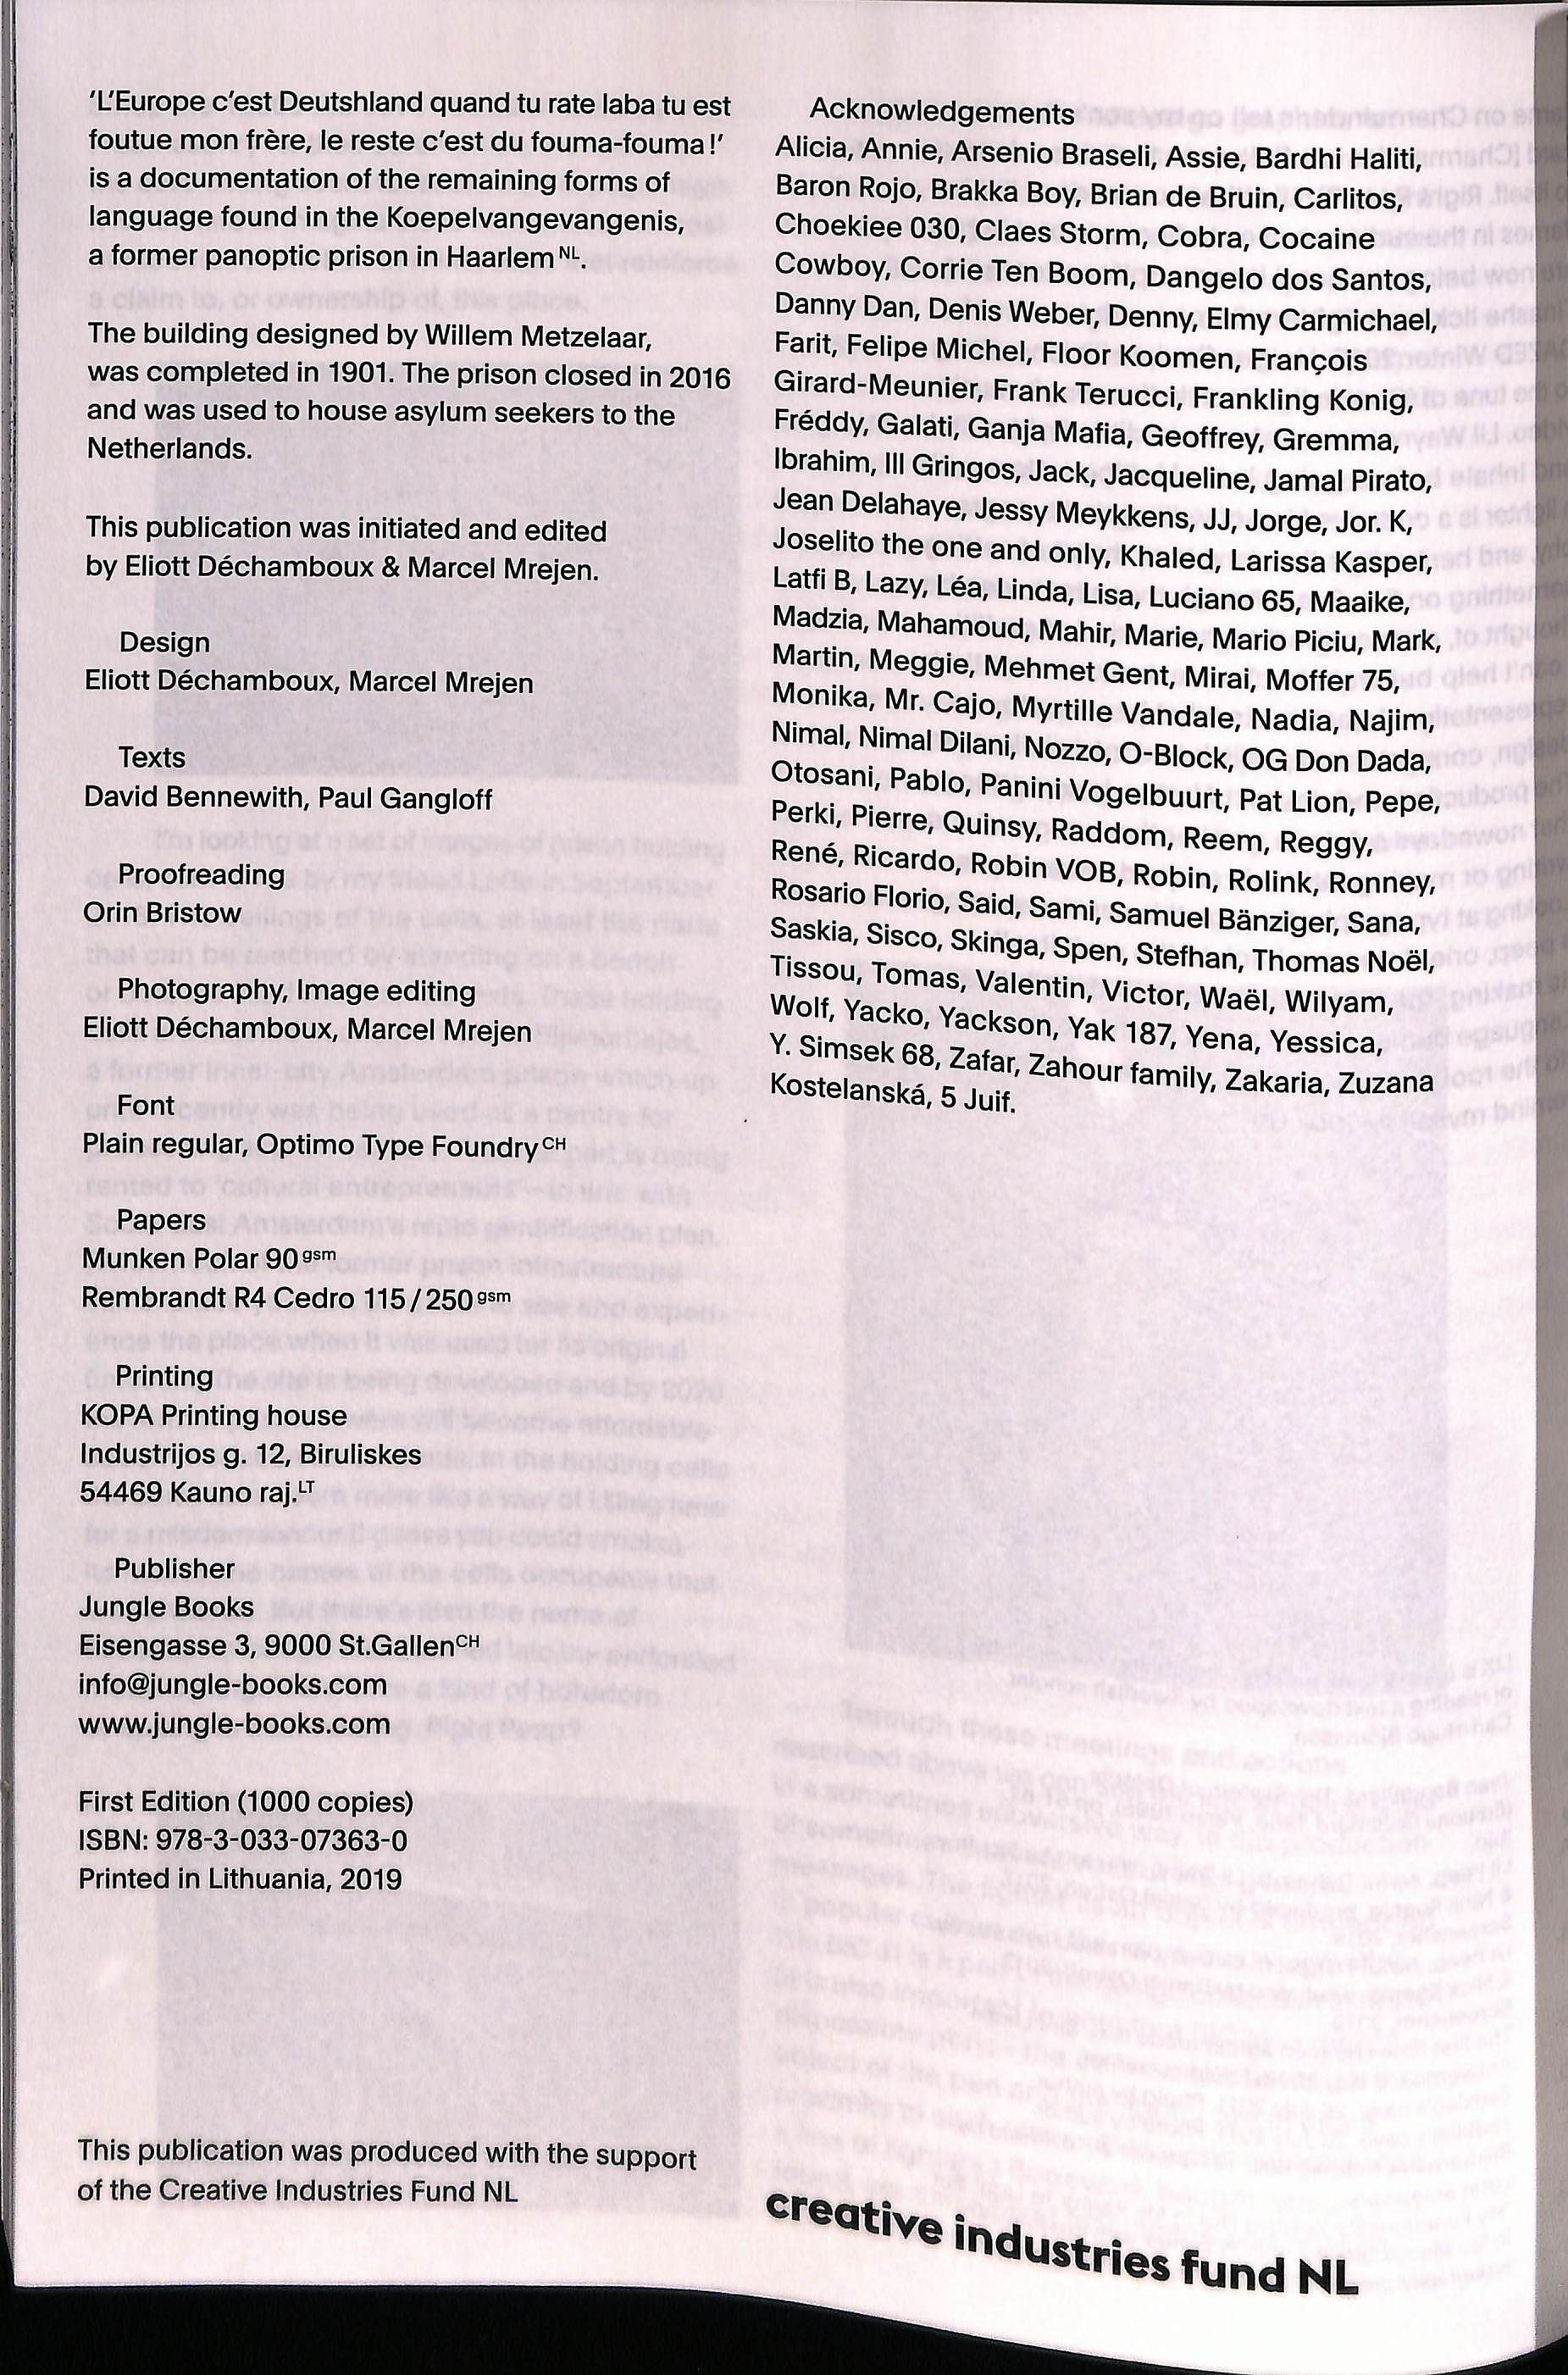 'L'Europe c'est Deutshland quand tu rate laba tu est
foutue mon frère, le reste c'est du fouma-fouma!'
is a documentation of the remaining forms of
language found in the Koepelvangevangenis,
a former panoptic prison in Haarlem NL.
The building designed by Willem Metzelaar,
was completed in 1901. The prison closed in 2016
and was used to house asylum seekers to the
Netherlands.
This publication was initiated and edited
by Eliott Déchamboux & Marcel Mrejen.
Design
Eliott Déchamboux, Marcel Mrejen
Texts
David Bennewith, Paul Gangloff
Proofreading
Orin Bristow
Photography, Image editing
Eliott Déchamboux, Marcel Mrejen
Font
Plain regular, Optimo Type Foundry CH
Papers
Munken Polar 90 gsm
Rembrandt R4 Cedro 115/250 gsm
Printing
KOPA Printing house
Industrijos g. 12, Biruliskes
54469 Kauno raj.LT
Publisher
Jungle Books
Eisengasse 3, 9000 St.GallenCH
info@jungle-books.com
www.jungle-books.com
First Edition (1000 copies)
ISBN: 978-3-033-07363-0
Printed in Lithuania, 2019
This publication was produced with the support
of the Creative Industries Fund NL
Acknowledgements
Alicia, Annie, Arsenio Braseli, Assie, Bardhi Haliti,
Baron Rojo, Brakka Boy, Brian de Bruin, Carlitos,
Choekiee 030, Claes Storm, Cobra, Cocaine
Cowboy, Corrie Ten Boom, Dangelo dos Santos,
Danny Dan, Denis Weber, Denny, Elmy Carmichael,
Farit, Felipe Michel, Floor Koomen, François
Girard-Meunier, Frank Terucci, Frankling Konig,
Fréddy, Galati, Ganja Mafia, Geoffrey, Gremma,
Ibrahim, Ill Gringos, Jack, Jacqueline, Jamal Pirato,
Jean Delahaye, Jessy Meykkens, JJ, Jorge, Jor. K,
Joselito the one and only, Khaled, Larissa Kasper,
Latfi B, Lazy, Léa, Linda, Lisa, Luciano 65, Maaike,
Madzia, Mahamoud, Mahir, Marie, Mario Piciu, Mark,
Martin, Meggie, Mehmet Gent, Mirai, Moffer 75,
Monika, Mr. Cajo, Myrtille Vandale, Nadia, Najim,
Nimal, Nimal Dilani, Nozzo, O-Block, OG Don Dada,
Otosani, Pablo, Panini Vogelbuurt, Pat Lion, Pepe,
Perki, Pierre, Quinsy, Raddom, Reem, Reggy,
René, Ricardo, Robin VOB, Robin, Rolink, Ronney,
Rosario Florio, Said, Sami, Samuel Bänziger, Sana,
Saskia, Sisco, Skinga, Spen, Stefhan, Thomas Noël,
Tissou, Tomas, Valentin, Victor, Waël, Wilyam,
Wolf, Yacko, Yackson, Yak 187, Yena, Yessica,
Y. Simsek 68, Zafar, Zahour family, Zakaria, Zuzana
Kostelanská, 5 Juif.
creative industries fund NL